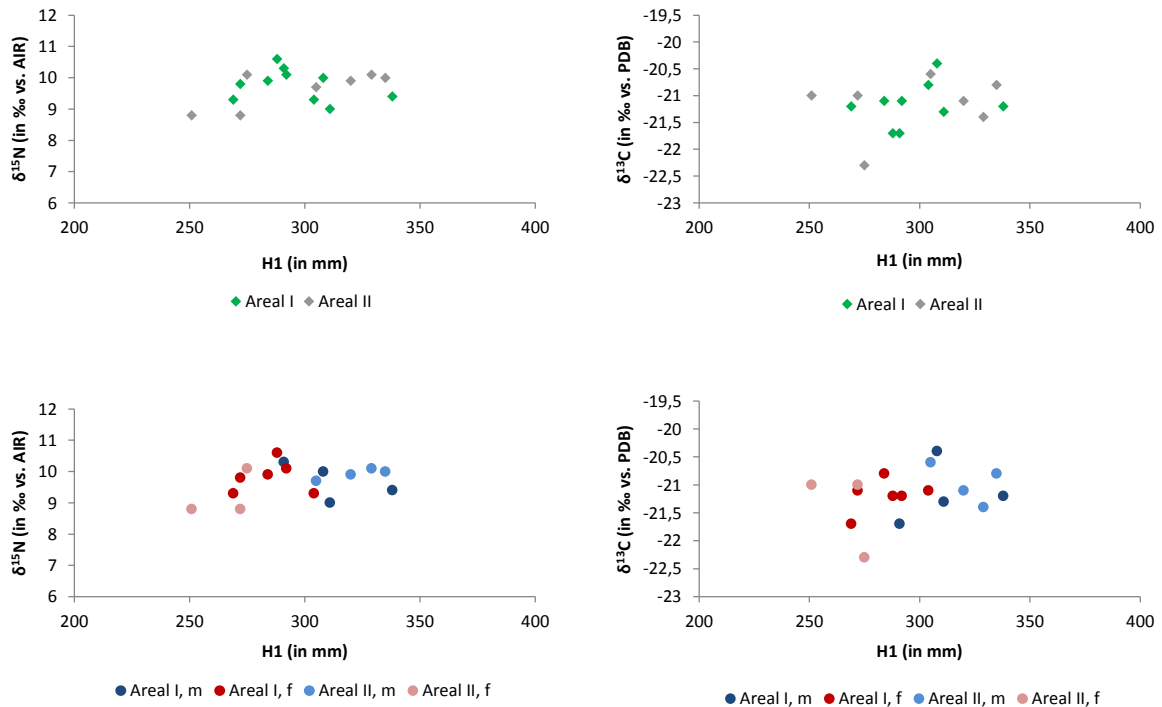 12
11
10
9
8
7
6
δ¹⁵N (in ‰ vs. AIR)
200 250 300 350 400
H1 (in mm)
Areal I Areal II
-19,5
-20
-20,5
-21
-21,5
-22
-22,5
-23
δ¹³C (in ‰ vs. PDB)
200 250 300 350 400
H1 (in mm)
Areal I Areal II
12
11
10
9
8
7
6
δ¹⁵N (in ‰ vs. AIR)
200 250 300 350 400
H1 (in mm)
Areal I, m Areal I, f Areal II, m Areal II, f
-19,5
-20
-20,5
-21
-21,5
-22
-22,5
-23
δ¹³C (in ‰ vs. PDB)
200 250 300 350 400
H1 (in mm)
Areal I, m Areal I, f Areal II, m Areal II, f